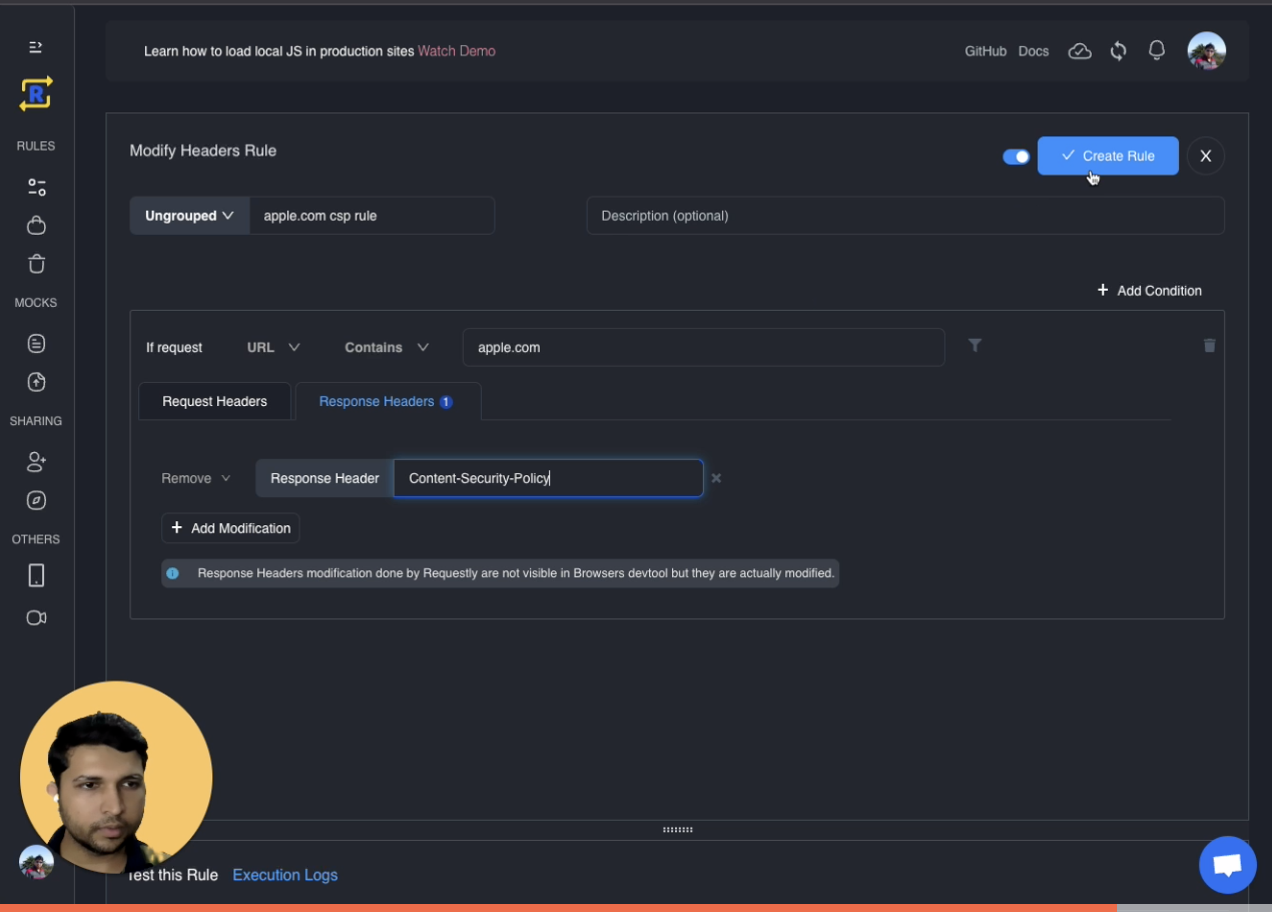 Learn how to load local JS in production sites Watch Demo
GitHub Docs
R
RULES
MOCKS
SHARING
OTHERS
Modify Headers Rule
Create Rule
X
Ungrouped
apple.com csp rule
Description (optional)
+ Add Condition
If request
URL
Contains
apple.com
Request Headers
Response Headers 1
Remove
Response Header
Content-Security-Policy
+ Add Modification
Response Headers modification done by Requestly are not visible in Browsers devtool but they are actually modified.
Test this Rule
Execution Logs